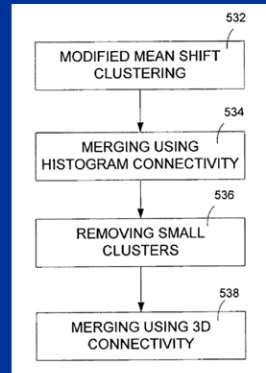 532
MODIFIED MEAN SHIFT
CLUSTERING
534
MERGING USING
HISTOGRAM CONNECTIVITY
536
REMOVING SMALL
CLUSTERS
538
MERGING USING 3D
CONNECTIVITY